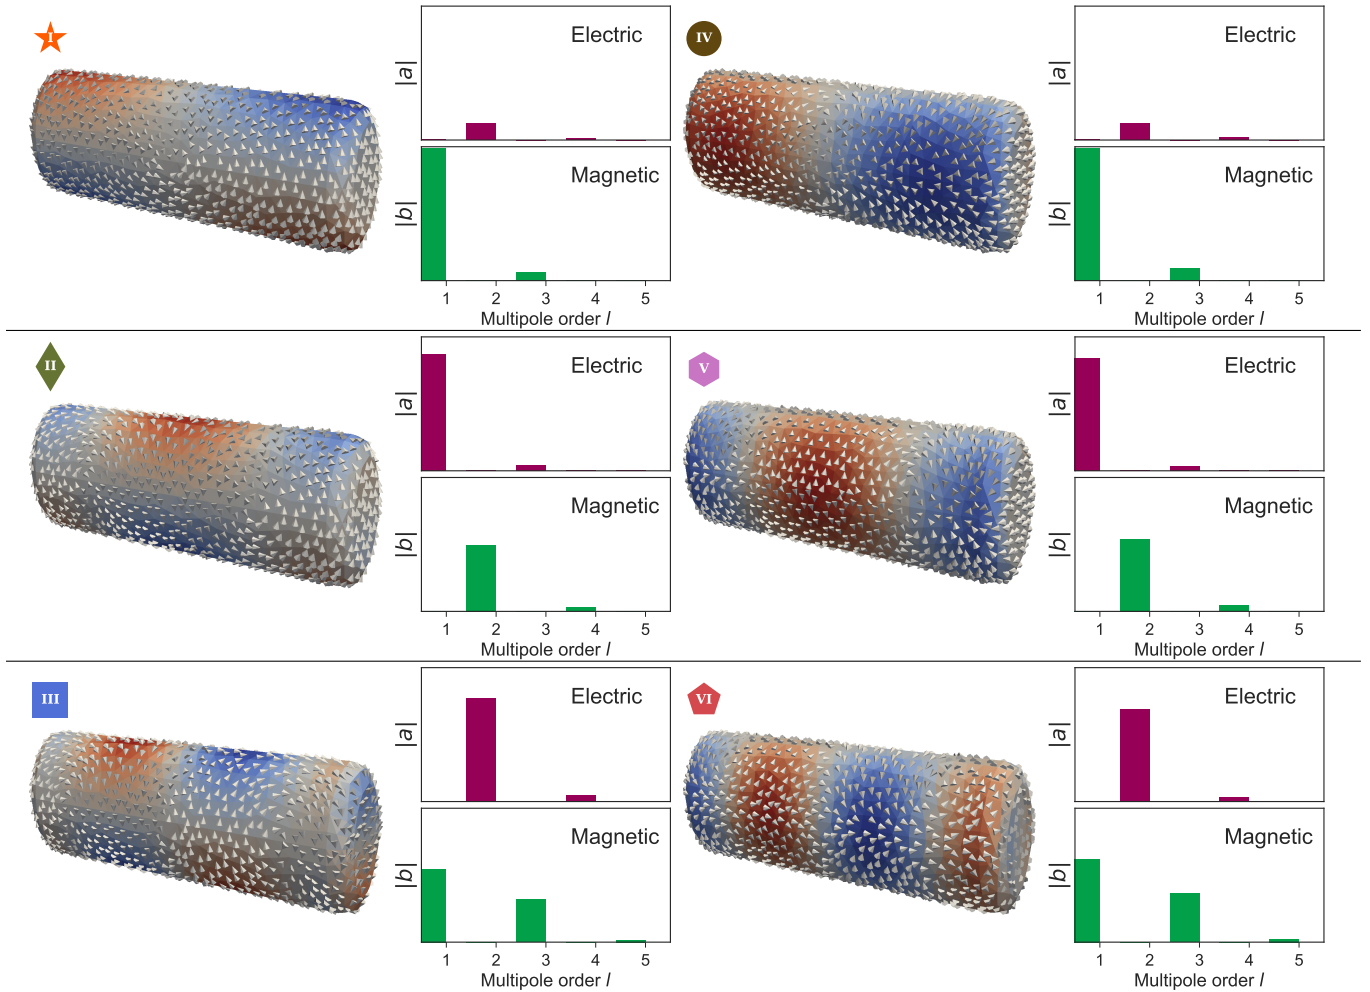 I
Electric
|a|
Magnetic
|b|
1 2 3 4 5
Multipole order l
IV
Electric
|a|
Magnetic
|b|
1 2 3 4 5
Multipole order l
II
Electric
|a|
Magnetic
|b|
1 2 3 4 5
Multipole order l
V
Electric
|a|
Magnetic
|b|
1 2 3 4 5
Multipole order l
III
Electric
|a|
Magnetic
|b|
1 2 3 4 5
Multipole order l
VI
Electric
|a|
Magnetic
|b|
1 2 3 4 5
Multipole order l